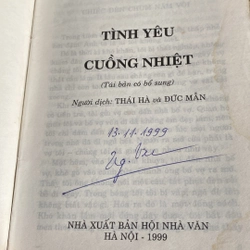 TÌNH YÊU
CUỒNG NHIỆT
(Tái bản có bổ sung)
Người dịch: THÁI HÀ và ĐỨC MẪN
13.11.1999
NHÀ XUẤT BẢN HỘI NHÀ VĂN
HÀ NỘI - 1999